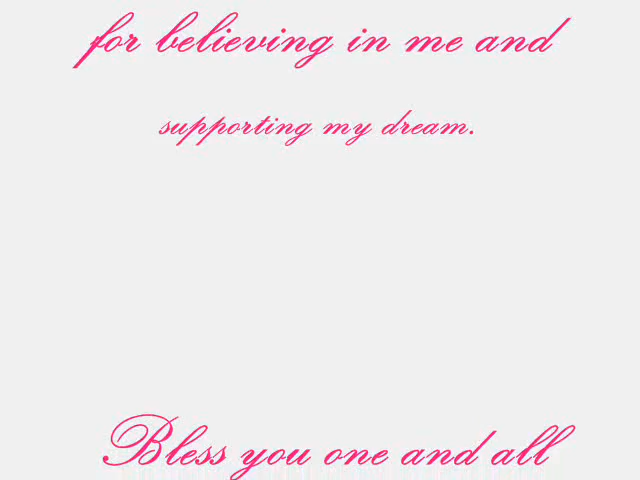 for believing in me and
supporting my dream.
Bless you one and all